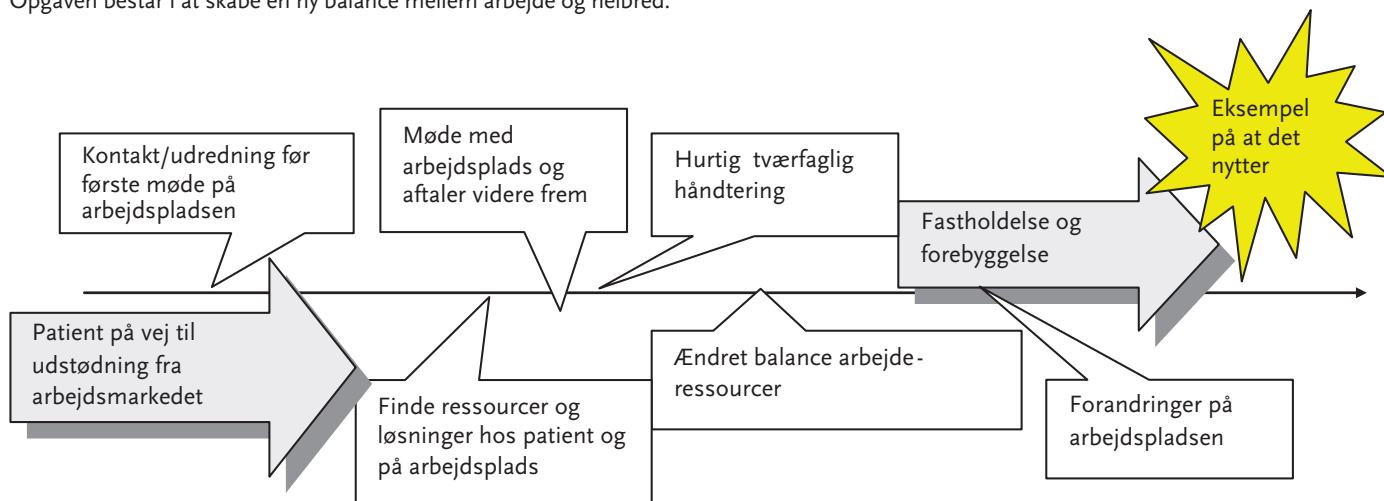 Opgaven består i at skabe en ny balance mellem arbejde og helbred.
Kontakt/udredning før
første møde på
arbejdspladsen
Møde med
arbejdsplads og
aftaler videre frem
Hurtig tværfaglig
håndtering
Fastholdelse og
forebyggelse
Eksempel
på at det
nytter
Patient på vej til
udstødning fra
arbejdsmarkedet
Finde ressourcer og
løsninger hos patient og
på arbejdsplads
Ændret balance arbejde-
ressourcer
Forandringer på
arbejdspladsen